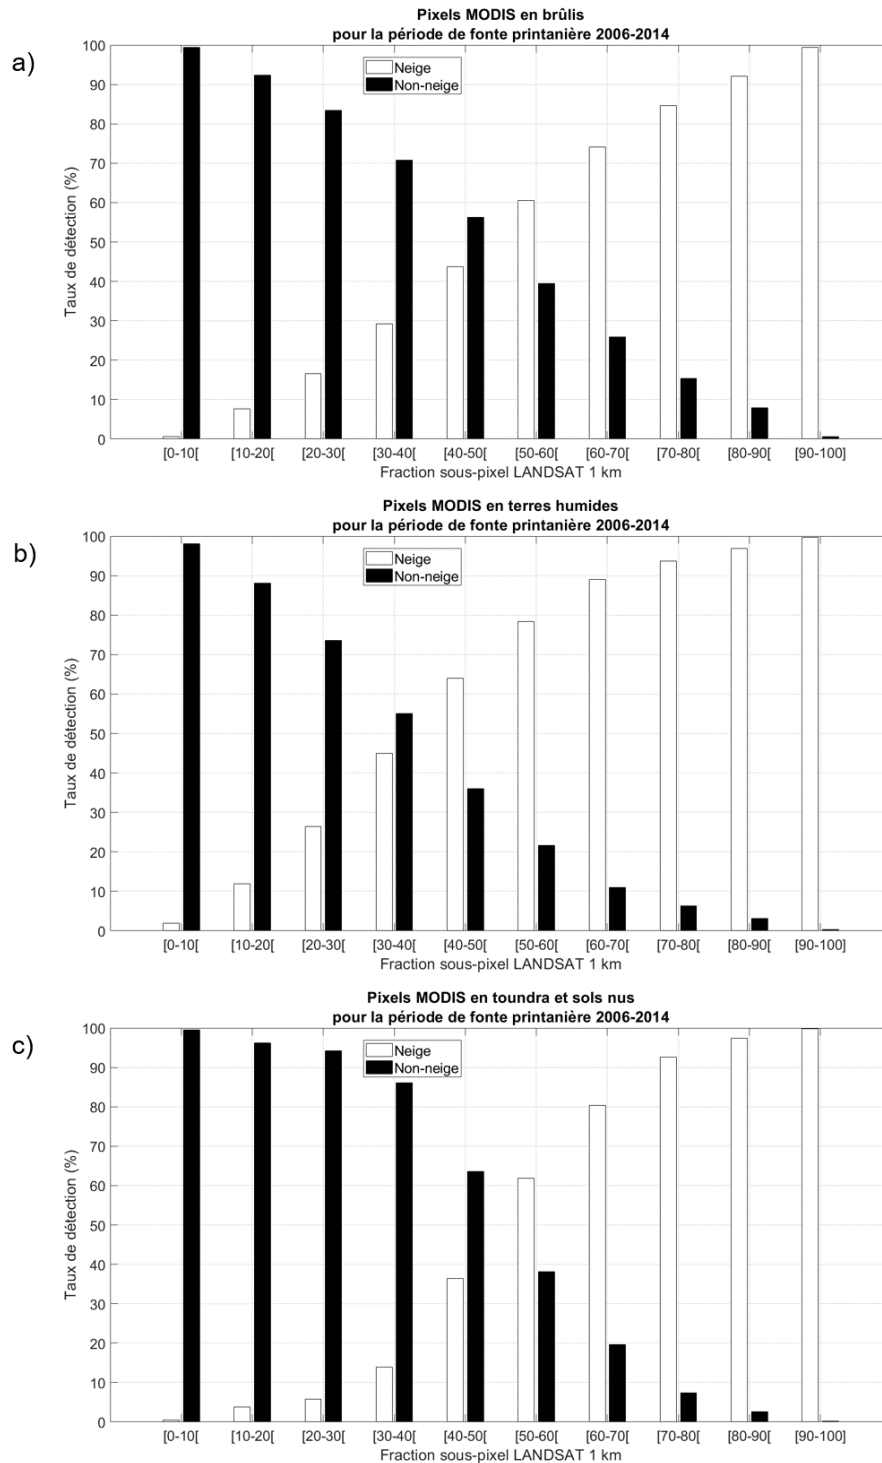 a)
Pixels MODIS en brûlis
pour la période de fonte printanière 2006-2014
Taux de détection (%)
100
90
80
70
60
50
40
30
20
10
0
Neige
Non-neige
[0-10[ [10-20[ [20-30[ [30-40[ [40-50[ [50-60[ [60-70[ [70-80[ [80-90[ [90-100]
Fraction sous-pixel LANDSAT 1 km
b)
Pixels MODIS en terres humides
pour la période de fonte printanière 2006-2014
Taux de détection (%)
100
90
80
70
60
50
40
30
20
10
0
Neige
Non-neige
[0-10[ [10-20[ [20-30[ [30-40[ [40-50[ [50-60[ [60-70[ [70-80[ [80-90[ [90-100]
Fraction sous-pixel LANDSAT 1 km
c)
Pixels MODIS en toundra et sols nus
pour la période de fonte printanière 2006-2014
Taux de détection (%)
100
90
80
70
60
50
40
30
20
10
0
Neige
Non-neige
[0-10[ [10-20[ [20-30[ [30-40[ [40-50[ [50-60[ [60-70[ [70-80[ [80-90[ [90-100]
Fraction sous-pixel LANDSAT 1 km